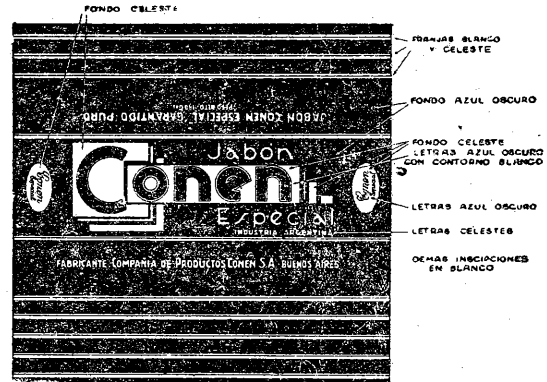 FONDO CELESTE
FRANJAS BLANCO
Y CELESTE
JABON CONEN ESPECIAL GARANTIDO PURO
FONDO AZUL OSCURO
FONDO CELESTE
LETRAS AZUL OSCURO
CON CONTORNO BLANCO
Jabón
Conen
Especial
INDUSTRIA ARGENTINA
LETRAS AZUL OSCURO
LETRAS CELESTES
FABRICANTE COMPAÑIA DE PRODUCTOS CONEN S.A. BUENOS AIRES
DEMAS INSCIPCIONES
EN BLANCO